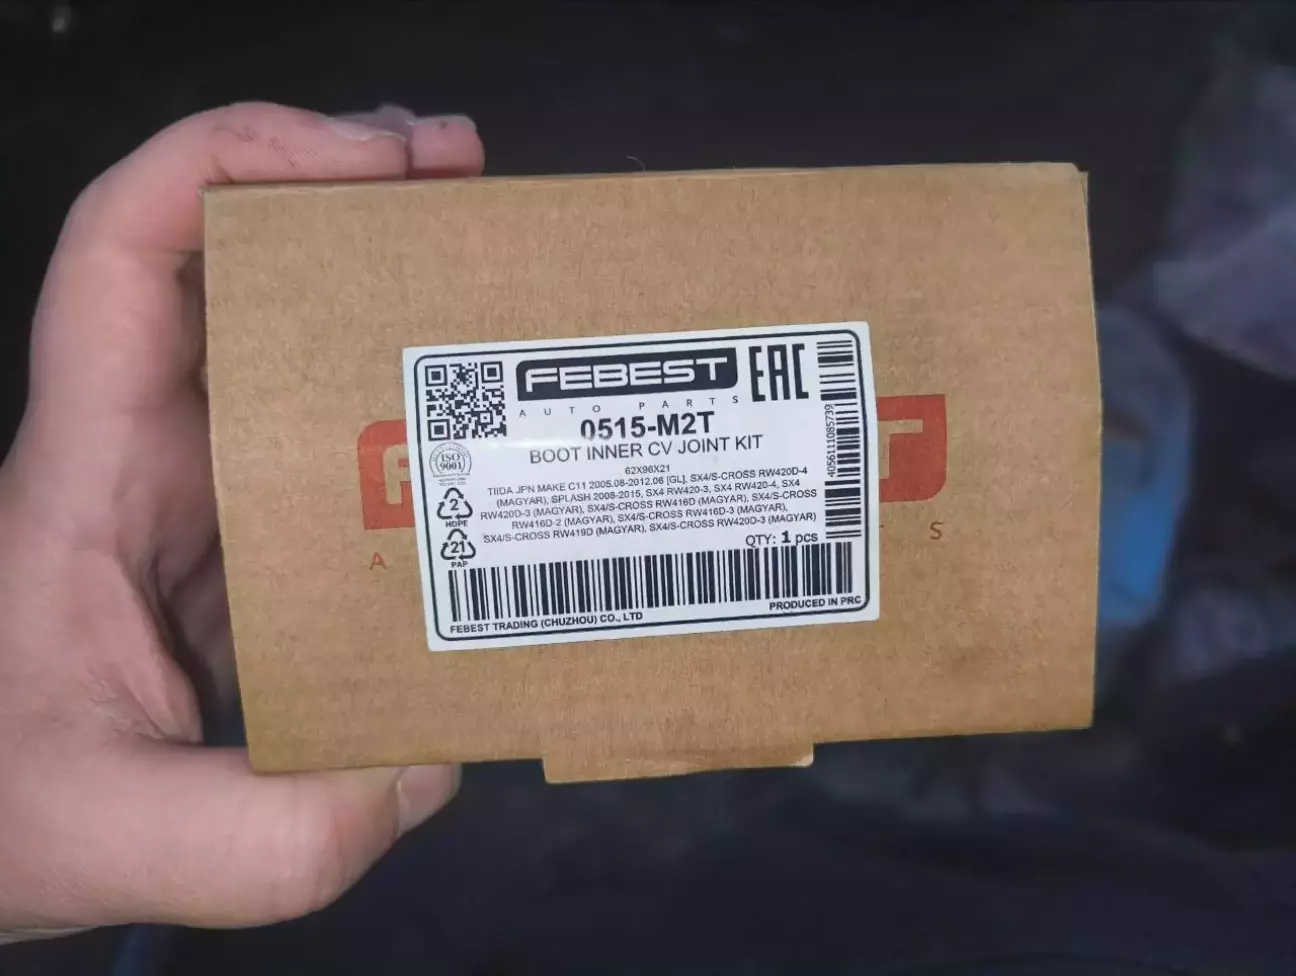 FEBEST
EAC
AUTO PARTS
0515-M2T
BOOT INNER CV JOINT KIT
62X96X21
TIIDA JPN MAKE C11 2005.08-2012.06 [GL], SX4/S-CROSS RW420D-4
(MAGYAR), SPLASH 2008-2015, SX4 RW420-3, SX4 RW420-4, SX4
RW420D-3 (MAGYAR), SX4/S-CROSS RW416D (MAGYAR), SX4/S-CROSS
RW416D-2 (MAGYAR), SX4/S-CROSS RW416D-3 (MAGYAR),
SX4/S-CROSS RW419D (MAGYAR), SX4/S-CROSS RW420D-3 (MAGYAR)
QTY: 1 pcs
ISO
9001
2
HDPE
21
PAP
4056111085739
FEBEST TRADING (CHUZHOU) CO., LTD
PRODUCED IN PRC
F T
A S